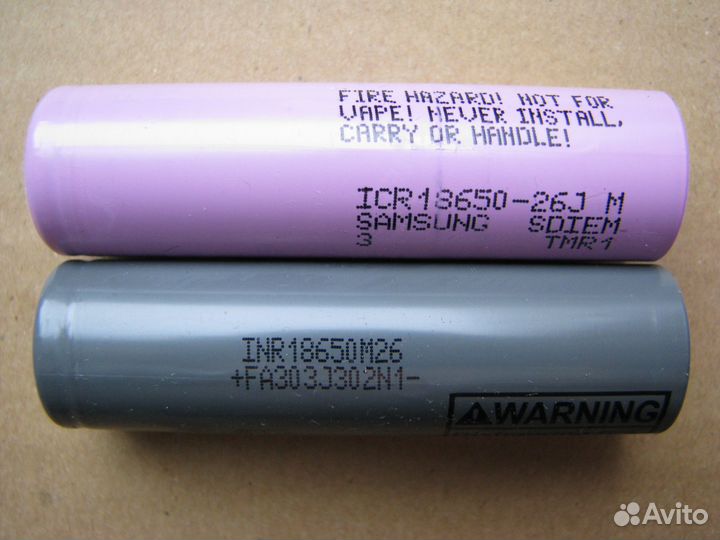 FIRE HAZARD! NOT FOR
VAPE! NEVER INSTALL,
CARRY OR HANDLE!
ICR18650-26J M
SAMSUNG SDIEM
3 TMR1
INR18650M26
+FA303J302N1-
WARNING
Avito